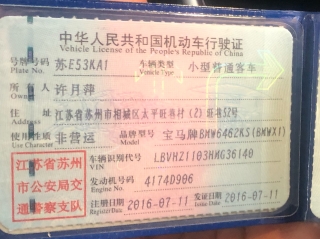 中华人民共和国机动车行驶证
Vehicle License of the People's Republic of China
号牌号码 苏E53KA1 车辆类型 小型普通客车
Plate No. Vehicle Type
所有人 许月萍
住址 江苏省苏州市相城区太平旺巷村(2)旺巷52号
使用性质 非营运 品牌型号 宝马牌BMW6462KS(BMWX1)
Use Character
江苏省苏州
市公安局交
通警察支队
车辆识别代号 LBVHZ1103HMG36140
VIN
发动机号码 4174D906
Engine No.
注册日期 2016-07-11 发证日期 2016-07-11
Register Date Issue Date